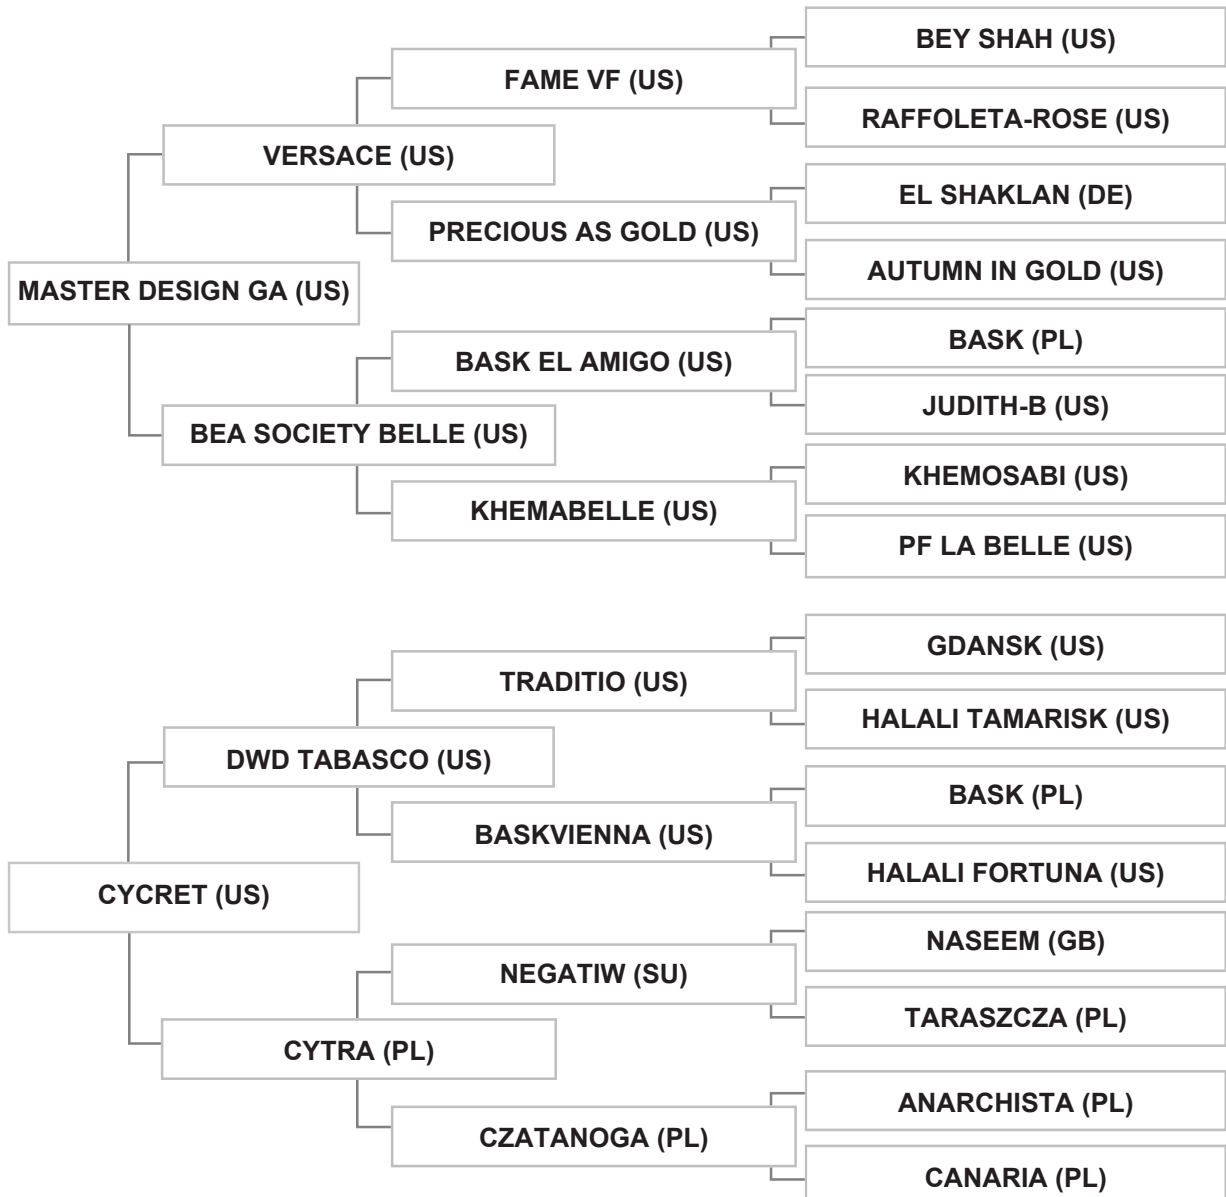 BEY SHAH (US)
FAME VF (US)
RAFFOLETA-ROSE (US)
VERSACE (US)
EL SHAKLAN (DE)
PRECIOUS AS GOLD (US)
AUTUMN IN GOLD (US)
MASTER DESIGN GA (US)
BASK (PL)
BASK EL AMIGO (US)
JUDITH-B (US)
BEA SOCIETY BELLE (US)
KHEMOSABI (US)
KHEMABELLE (US)
PF LA BELLE (US)
GDANSK (US)
TRADITIO (US)
HALALI TAMARISK (US)
DWD TABASCO (US)
BASK (PL)
BASKVIENNA (US)
HALALI FORTUNA (US)
CYCRET (US)
NASEEM (GB)
NEGATIW (SU)
TARASZCZA (PL)
CYTRA (PL)
ANARCHISTA (PL)
CZATANOGA (PL)
CANARIA (PL)